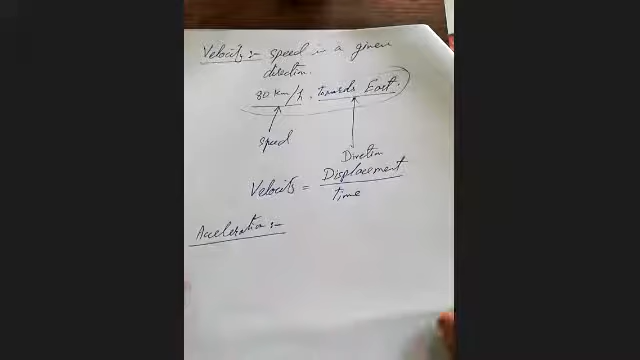 Velocity :- speed in a given
direction.
80 km/h . towards East.
speed
Direction
Velocity = Displacement
time
Acceleration :-